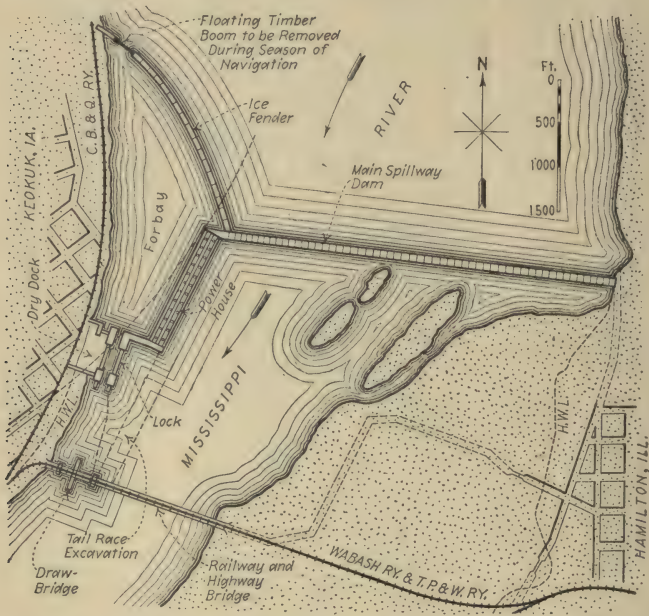 Floating Timber
Boom to be Removed
During Season of
Navigation
N
Ft.
0
500
1000
1500
C. B. & Q. RY.
Ice
Fender
RIVER
KEOKUK, IA.
Main Spillway
Dam
Forbay
Dry Dock
Power
House
H.W.L.
Lock
MISSISSIPPI
H.W.L.
HAMILTON, ILL.
Tail Race
Excavation
Draw-
Bridge
Railway and
Highway
Bridge
WABASH RY. & T. P. & W. RY.